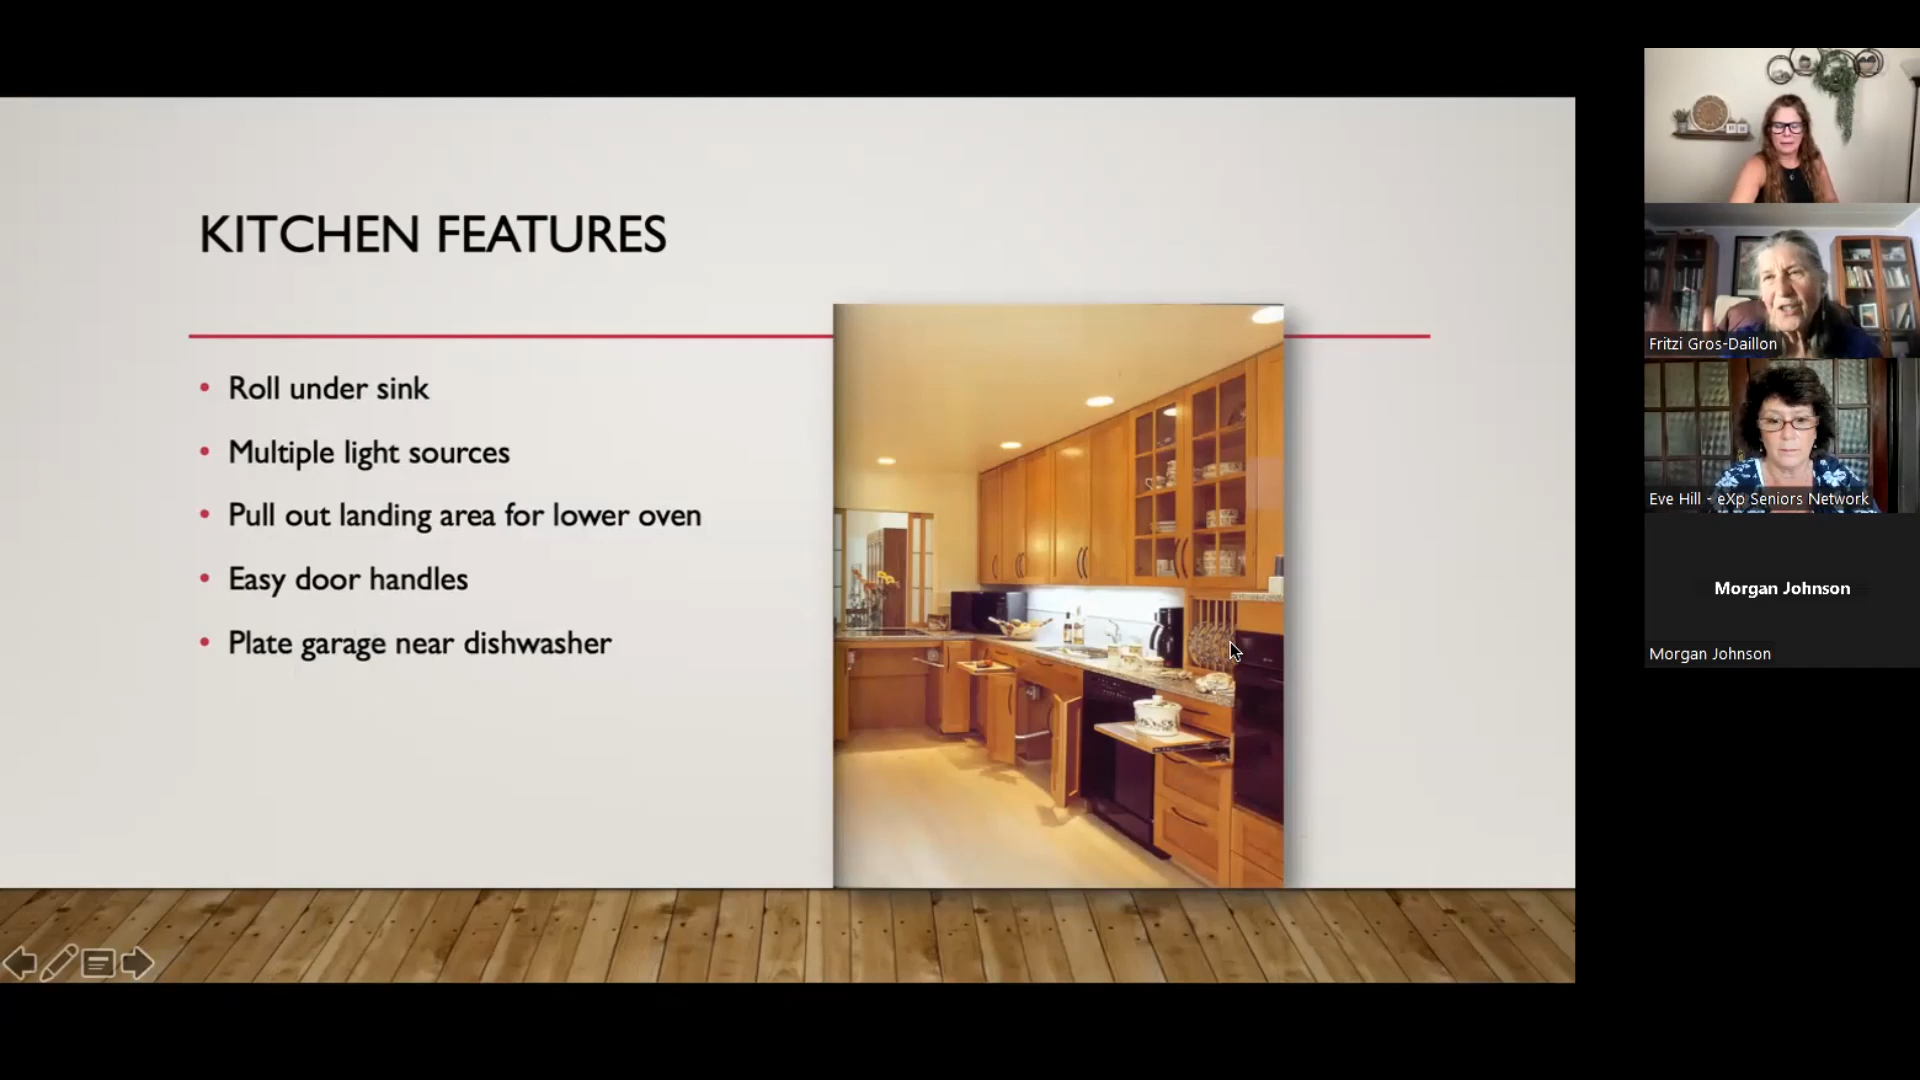 KITCHEN FEATURES
• Roll under sink
• Multiple light sources
• Pull out landing area for lower oven
• Easy door handles
• Plate garage near dishwasher
Fritzi Gros-Daillon
Eve Hill - eXp Seniors Network
Morgan Johnson
Morgan Johnson